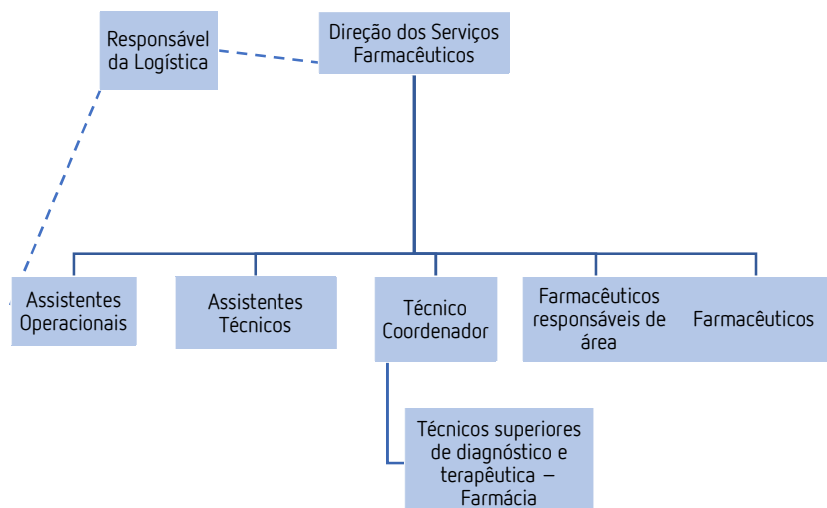 Responsável
da Logística
Direção dos Serviços
Farmacêuticos
Assistentes
Operacionais
Assistentes
Técnicos
Técnico
Coordenador
Farmacêuticos
responsáveis de
área
Farmacêuticos
Técnicos superiores
de diagnóstico e
terapêutica –
Farmácia